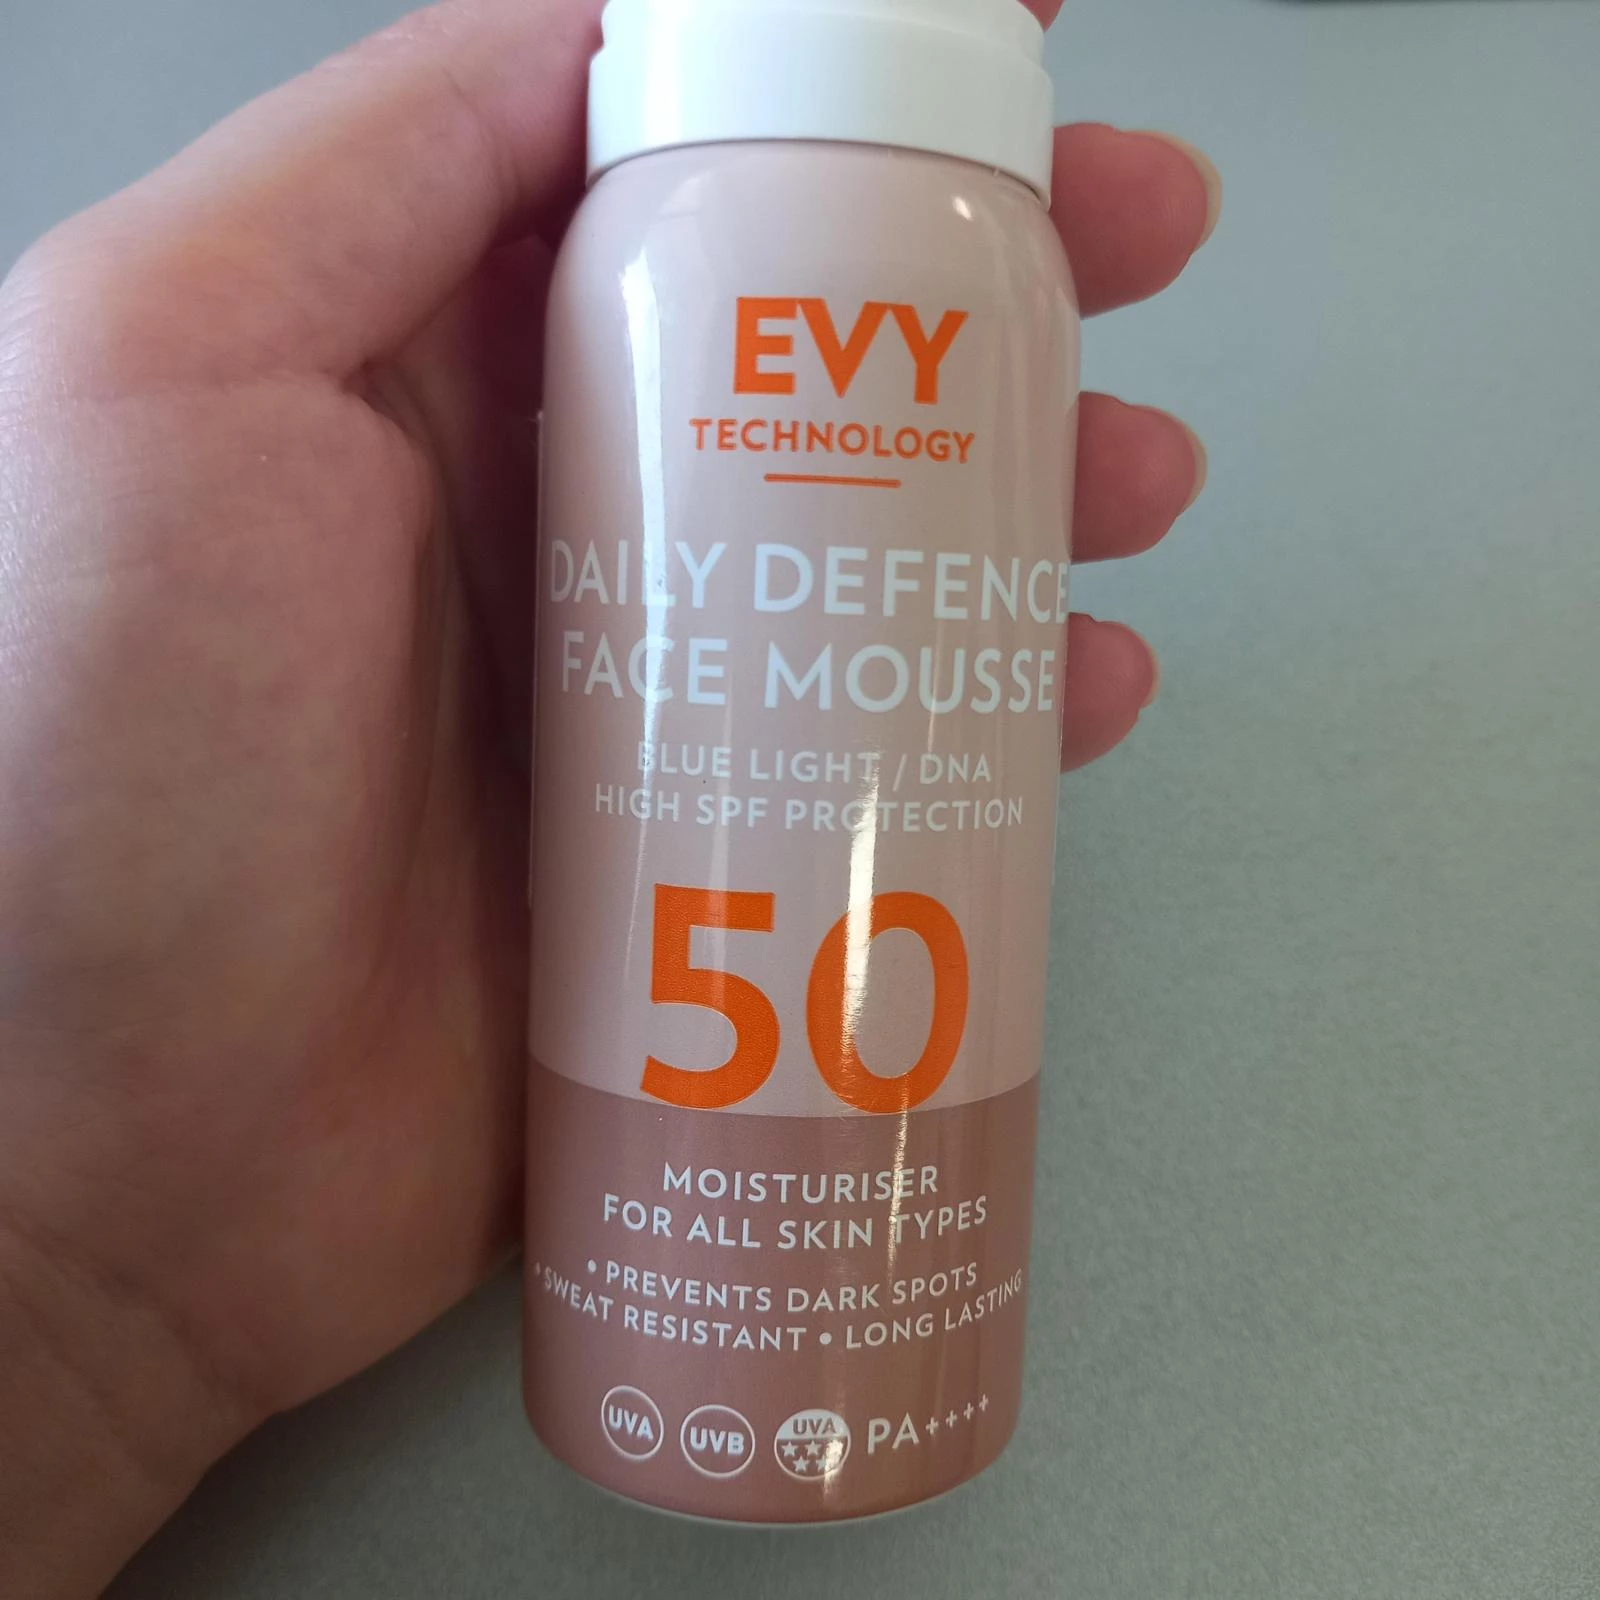 EVY
TECHNOLOGY
DAILY DEFENCE
FACE MOUSSE
BLUE LIGHT / DNA
HIGH SPF PROTECTION
50
MOISTURISER
FOR ALL SKIN TYPES
• PREVENTS DARK SPOTS
• SWEAT RESISTANT • LONG LASTING
UVA UVB UVA PA++++